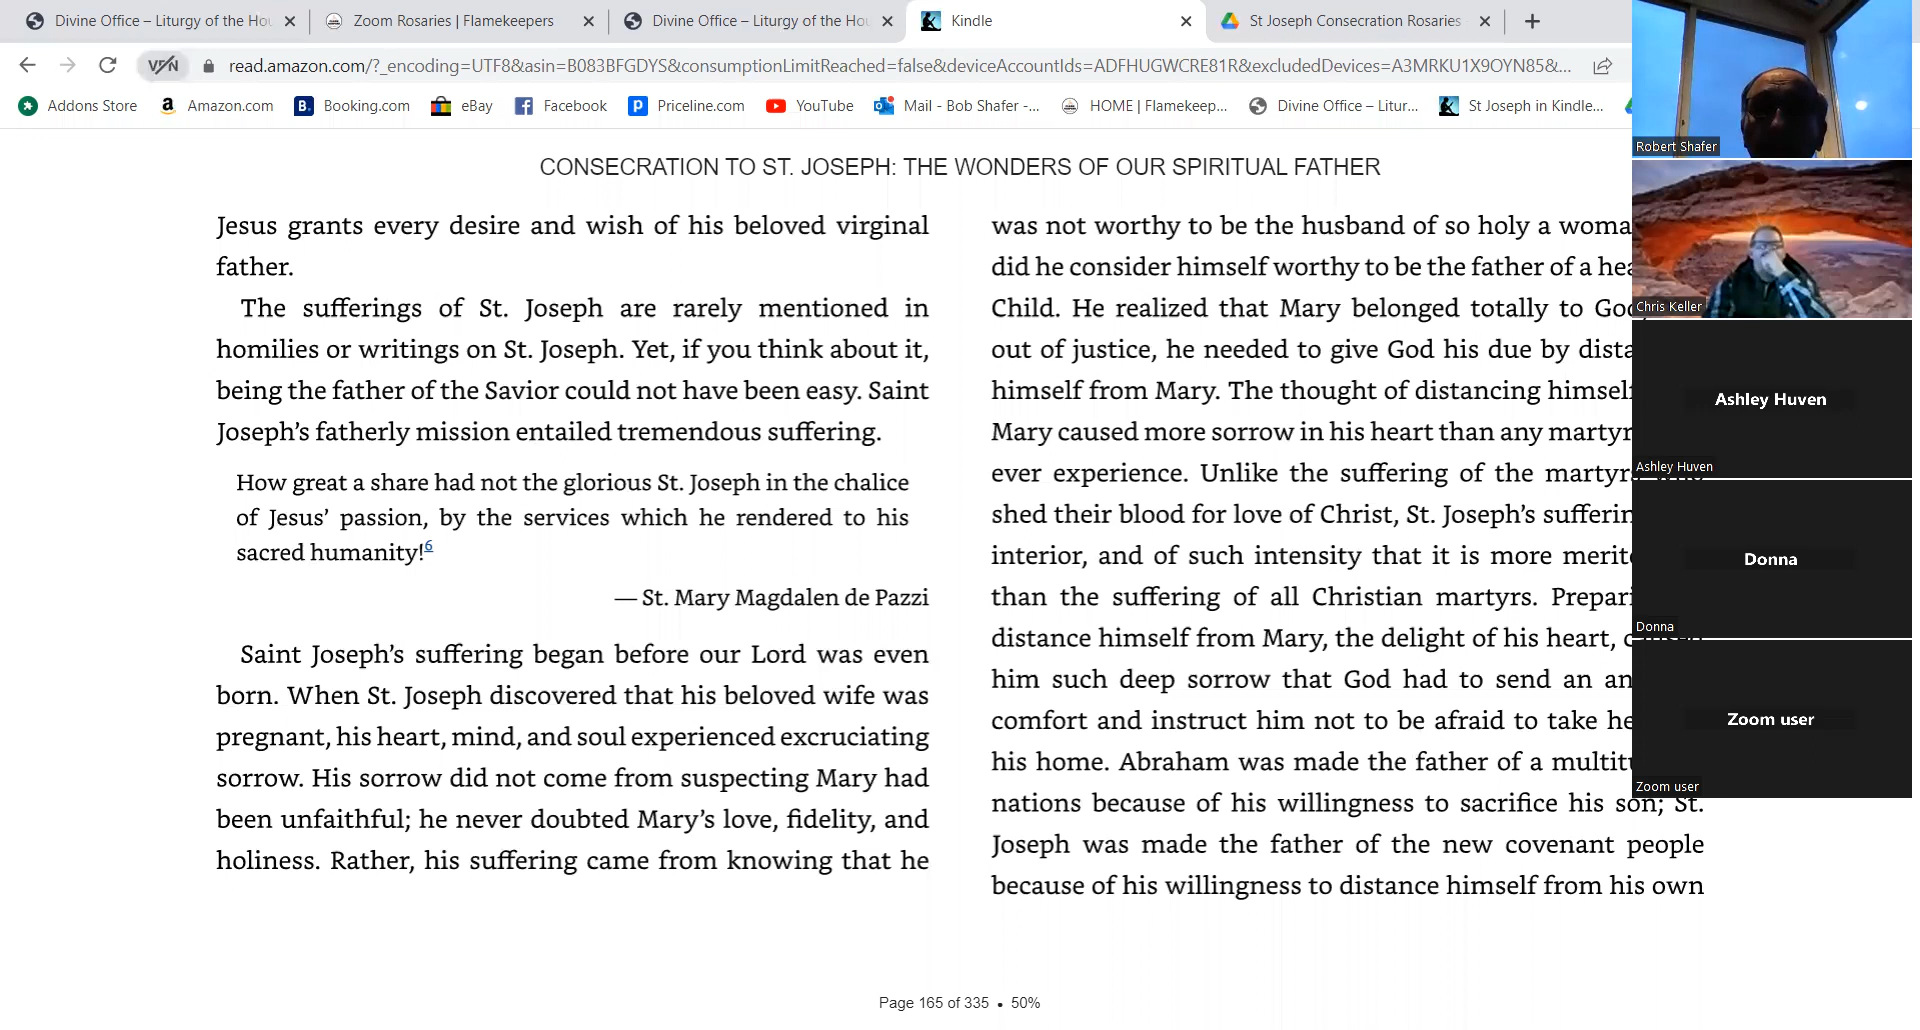 Divine Office – Liturgy of the Hou
Zoom Rosaries | Flamekeepers
Divine Office – Liturgy of the Hou
Kindle
St Joseph Consecration Rosaries
VPN
read.amazon.com/?_encoding=UTF8&asin=B083BFGDYS&consumptionLimitReached=false&deviceAccountIds=ADFHUGWCRE81R&excludedDevices=A3MRKU1X9OYN85&...
Addons Store
Amazon.com
B.
Booking.com
eBay
Facebook
Priceline.com
YouTube
Mail - Bob Shafer -...
HOME | Flamekeep...
Divine Office – Litur...
St Joseph in Kindle...
CONSECRATION TO ST. JOSEPH: THE WONDERS OF OUR SPIRITUAL FATHER
Jesus grants every desire and wish of his beloved virginal
father.
The sufferings of St. Joseph are rarely mentioned in
homilies or writings on St. Joseph. Yet, if you think about it,
being the father of the Savior could not have been easy. Saint
Joseph’s fatherly mission entailed tremendous suffering.
How great a share had not the glorious St. Joseph in the chalice
of Jesus’ passion, by the services which he rendered to his
sacred humanity!6
— St. Mary Magdalen de Pazzi
Saint Joseph’s suffering began before our Lord was even
born. When St. Joseph discovered that his beloved wife was
pregnant, his heart, mind, and soul experienced excruciating
sorrow. His sorrow did not come from suspecting Mary had
been unfaithful; he never doubted Mary’s love, fidelity, and
holiness. Rather, his suffering came from knowing that he
was not worthy to be the husband of so holy a woma
did he consider himself worthy to be the father of a hea
Child. He realized that Mary belonged totally to God
out of justice, he needed to give God his due by dista
himself from Mary. The thought of distancing himself
Mary caused more sorrow in his heart than any martyr
ever experience. Unlike the suffering of the martyrs who
shed their blood for love of Christ, St. Joseph’s sufferin
interior, and of such intensity that it is more merito
than the suffering of all Christian martyrs. Prepari
distance himself from Mary, the delight of his heart, caused
him such deep sorrow that God had to send an an
comfort and instruct him not to be afraid to take he
his home. Abraham was made the father of a multitu
nations because of his willingness to sacrifice his son; St.
Joseph was made the father of the new covenant people
because of his willingness to distance himself from his own
Page 165 of 335 • 50%
Robert Shafer
Chris Keller
Ashley Huven
Ashley Huven
Donna
Donna
Zoom user
Zoom user